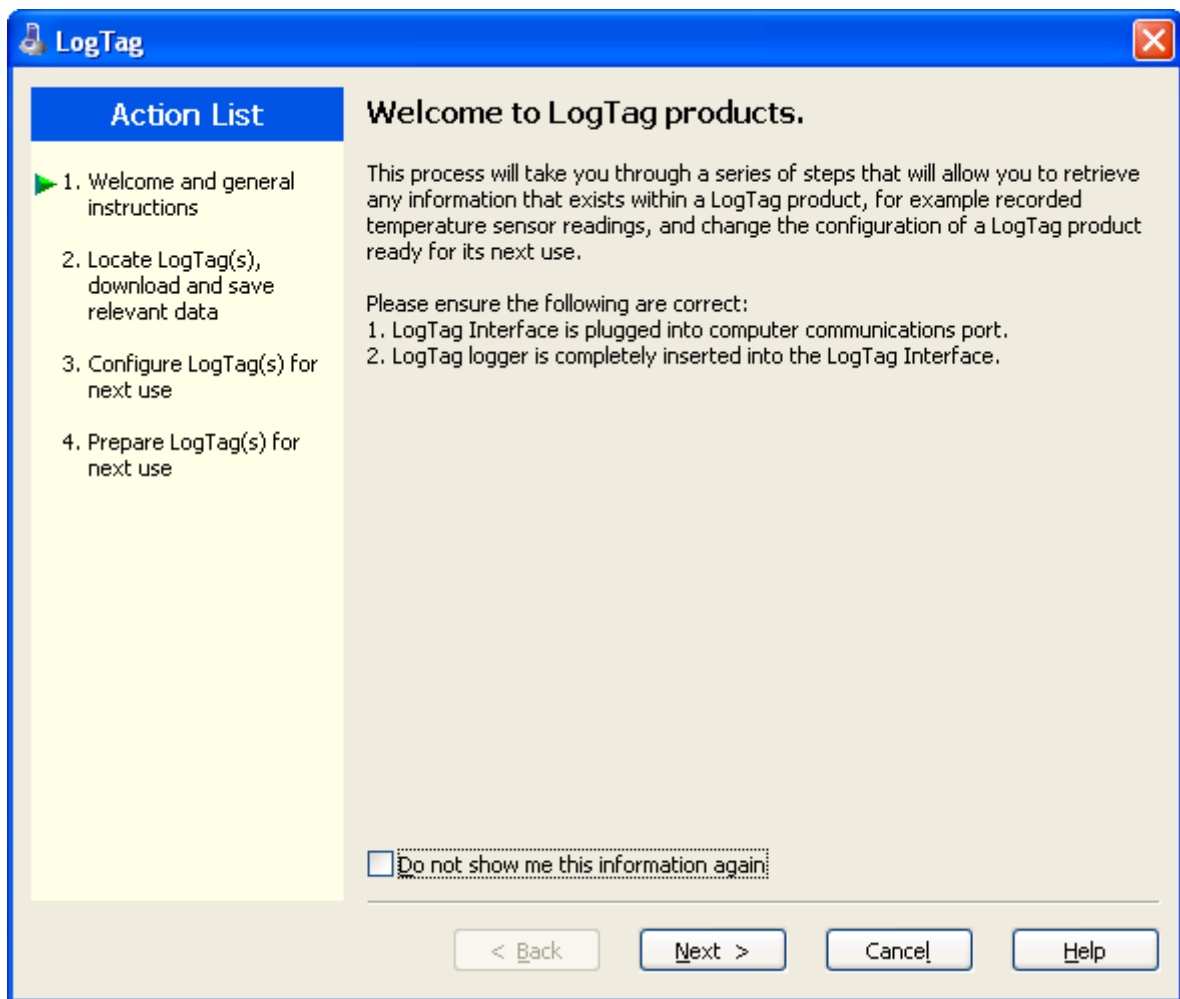 LogTag
Action List
1. Welcome and general
instructions
2. Locate LogTag(s),
download and save
relevant data
3. Configure LogTag(s) for
next use
4. Prepare LogTag(s) for
next use
Welcome to LogTag products.
This process will take you through a series of steps that will allow you to retrieve
any information that exists within a LogTag product, for example recorded
temperature sensor readings, and change the configuration of a LogTag product
ready for its next use.
Please ensure the following are correct:
1. LogTag Interface is plugged into computer communications port.
2. LogTag logger is completely inserted into the LogTag Interface.
Do not show me this information again
< Back
Next >
Cancel
Help